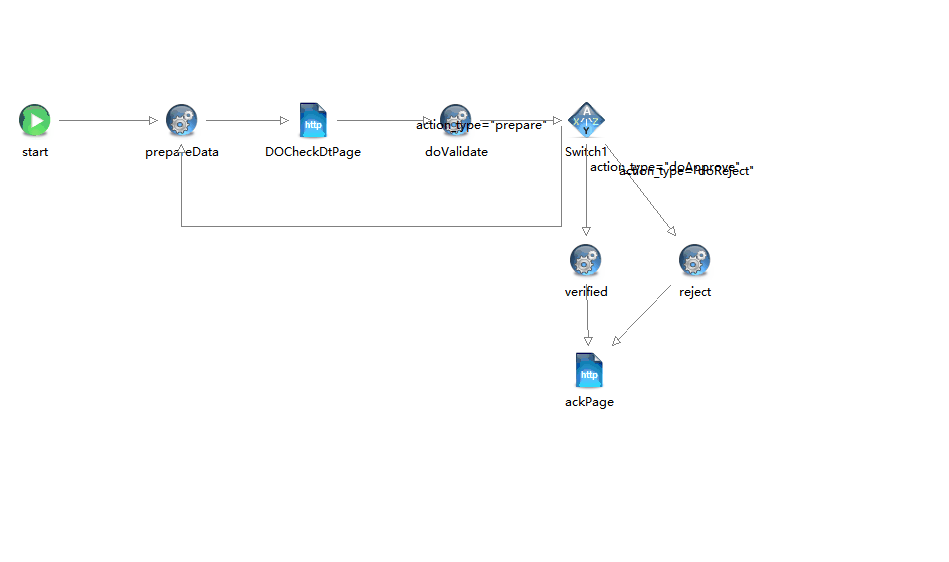 http
action_type="prepare"
A
X Y Z
Y
start
prepareData
DOCheckDtPage
doValidate
Switch1
action_type="doApprove"
action_type="doReject"
verified
reject
http
ackPage